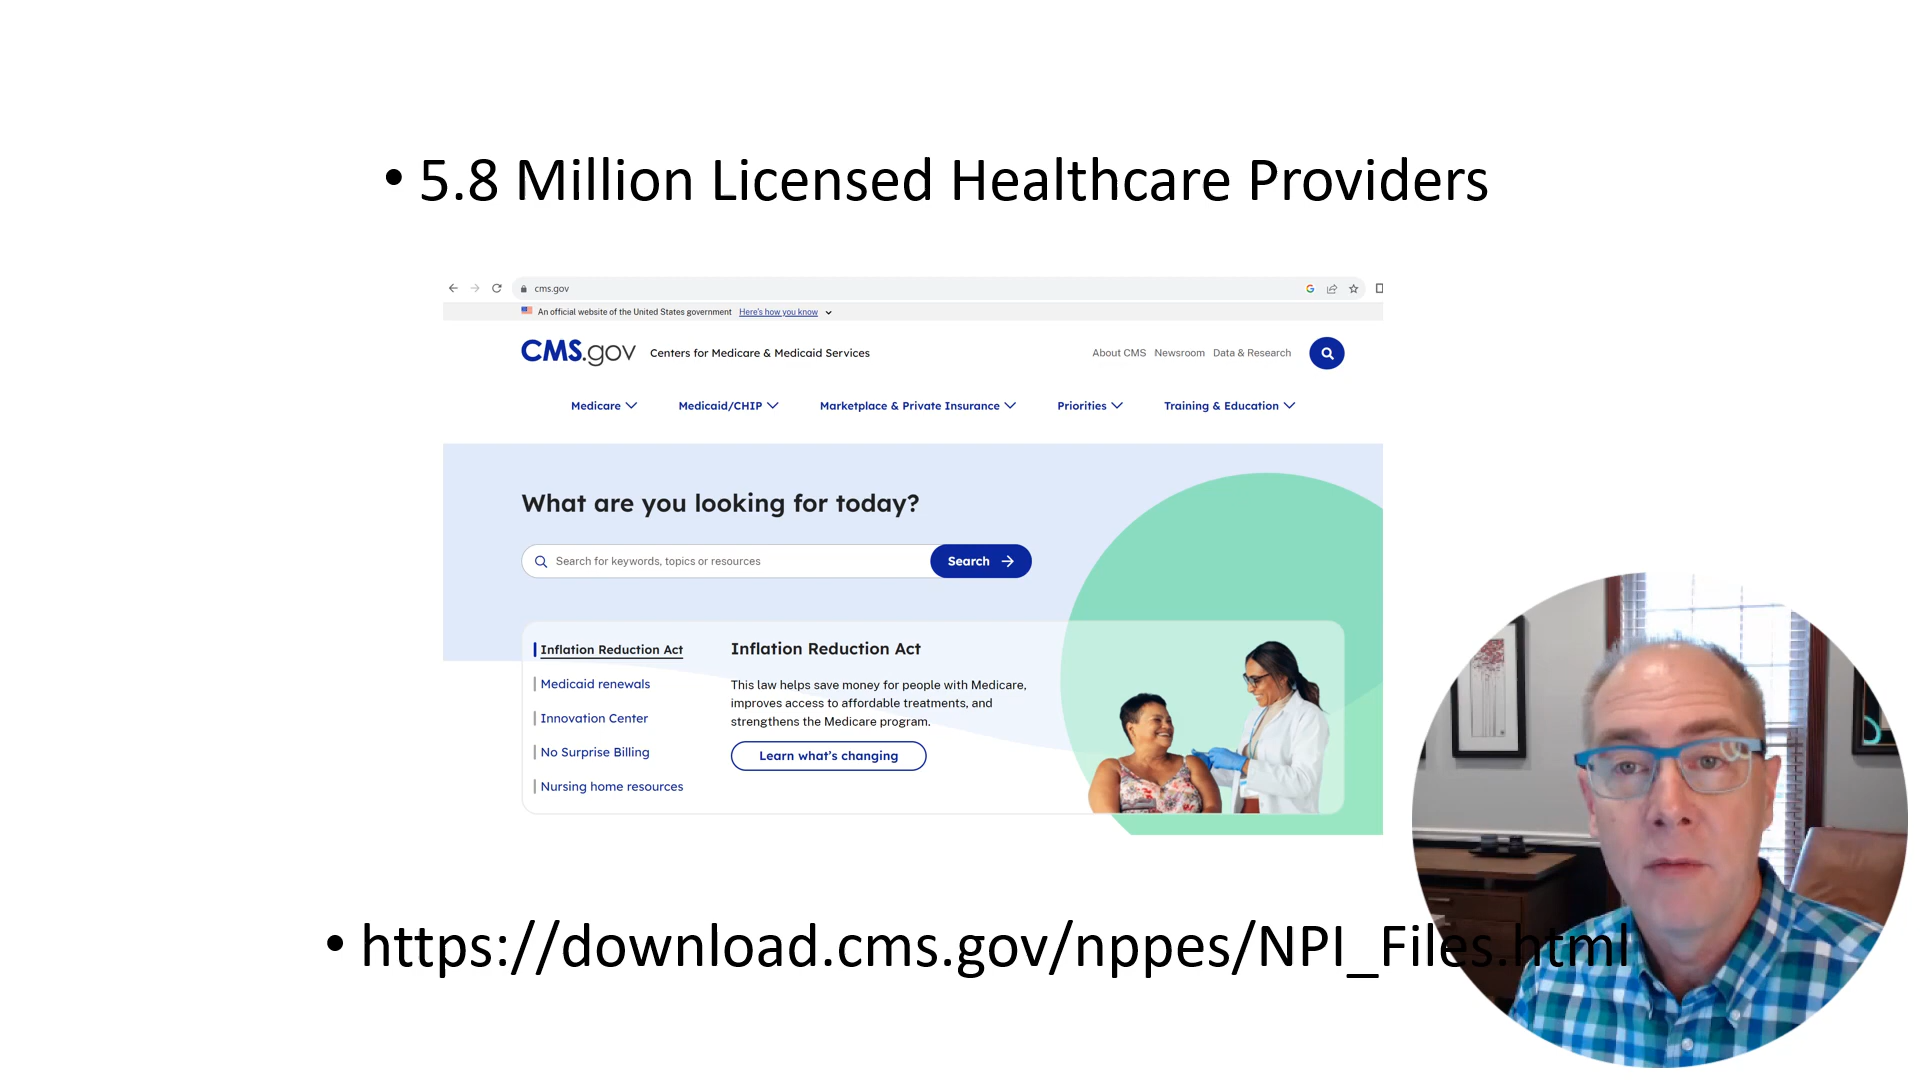 • 5.8 Million Licensed Healthcare Providers
cms.gov
An official website of the United States government Here's how you know
CMS.gov Centers for Medicare & Medicaid Services
About CMS Newsroom Data & Research
Medicare Medicaid/CHIP Marketplace & Private Insurance Priorities Training & Education
What are you looking for today?
Search for keywords, topics or resources Search
Inflation Reduction Act
Medicaid renewals
Innovation Center
No Surprise Billing
Nursing home resources
Inflation Reduction Act
This law helps save money for people with Medicare,
improves access to affordable treatments, and
strengthens the Medicare program.
Learn what's changing
• https://download.cms.gov/nppes/NPI_Files.html